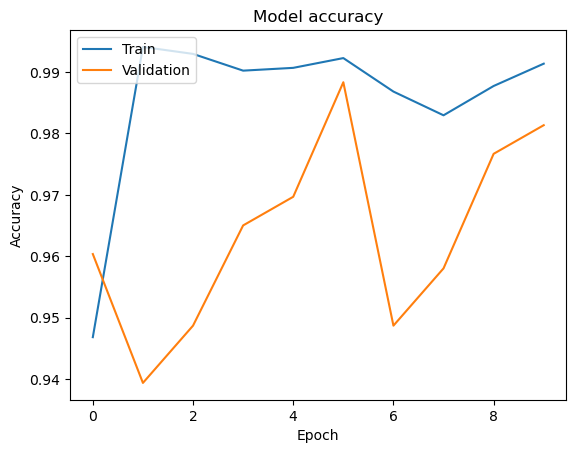 Model accuracy
Train
Validation
0.99
0.98
0.97
0.96
0.95
0.94
Accuracy
0 2 4 6 8
Epoch